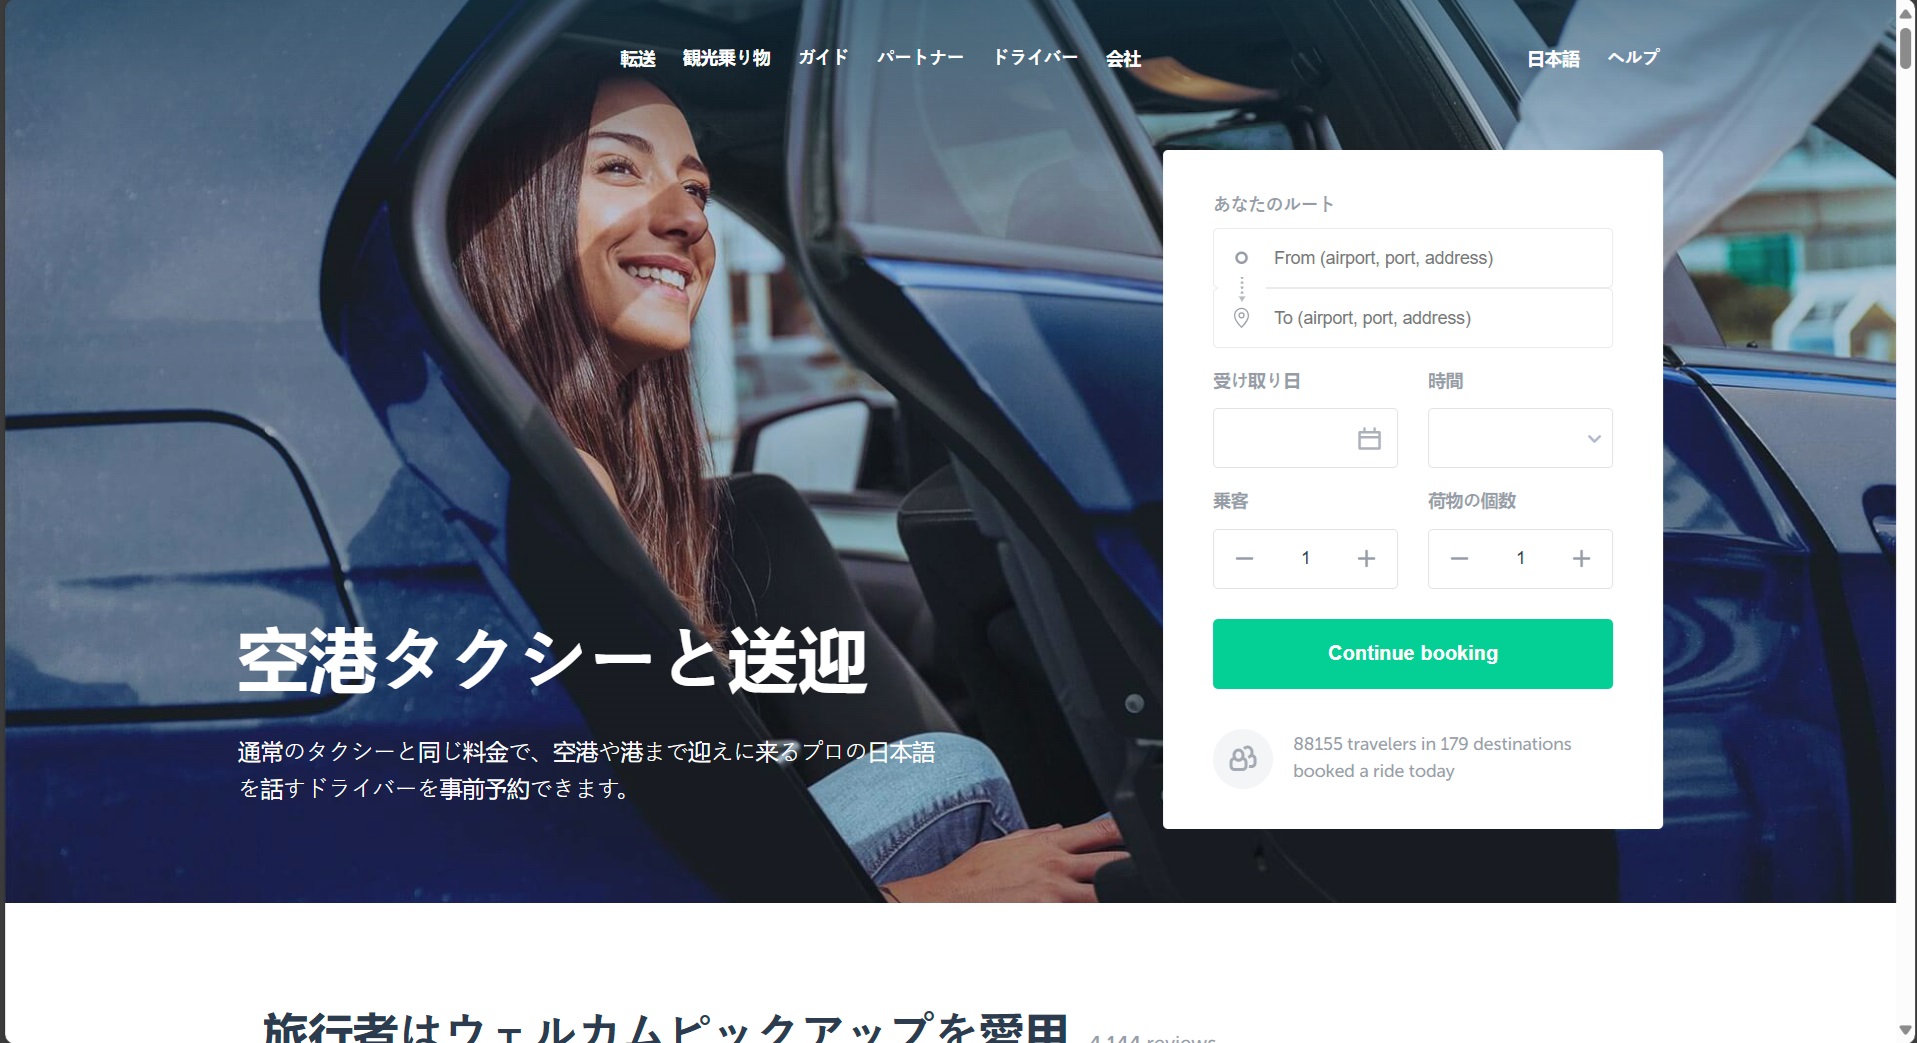 転送 観光乗り物 ガイド パートナー ドライバー 会社 日本語 ヘルプ
あなたのルート
From (airport, port, address)
To (airport, port, address)
受け取り日 時間
乗客 荷物の個数
1 1
Continue booking
88155 travelers in 179 destinations
booked a ride today
空港タクシーと送迎
通常のタクシーと同じ料金で、空港や港まで迎えに来るプロの日本語
を話すドライバーを事前予約できます。
旅行者はウェルカムピックアップを愛用 4,144 reviews